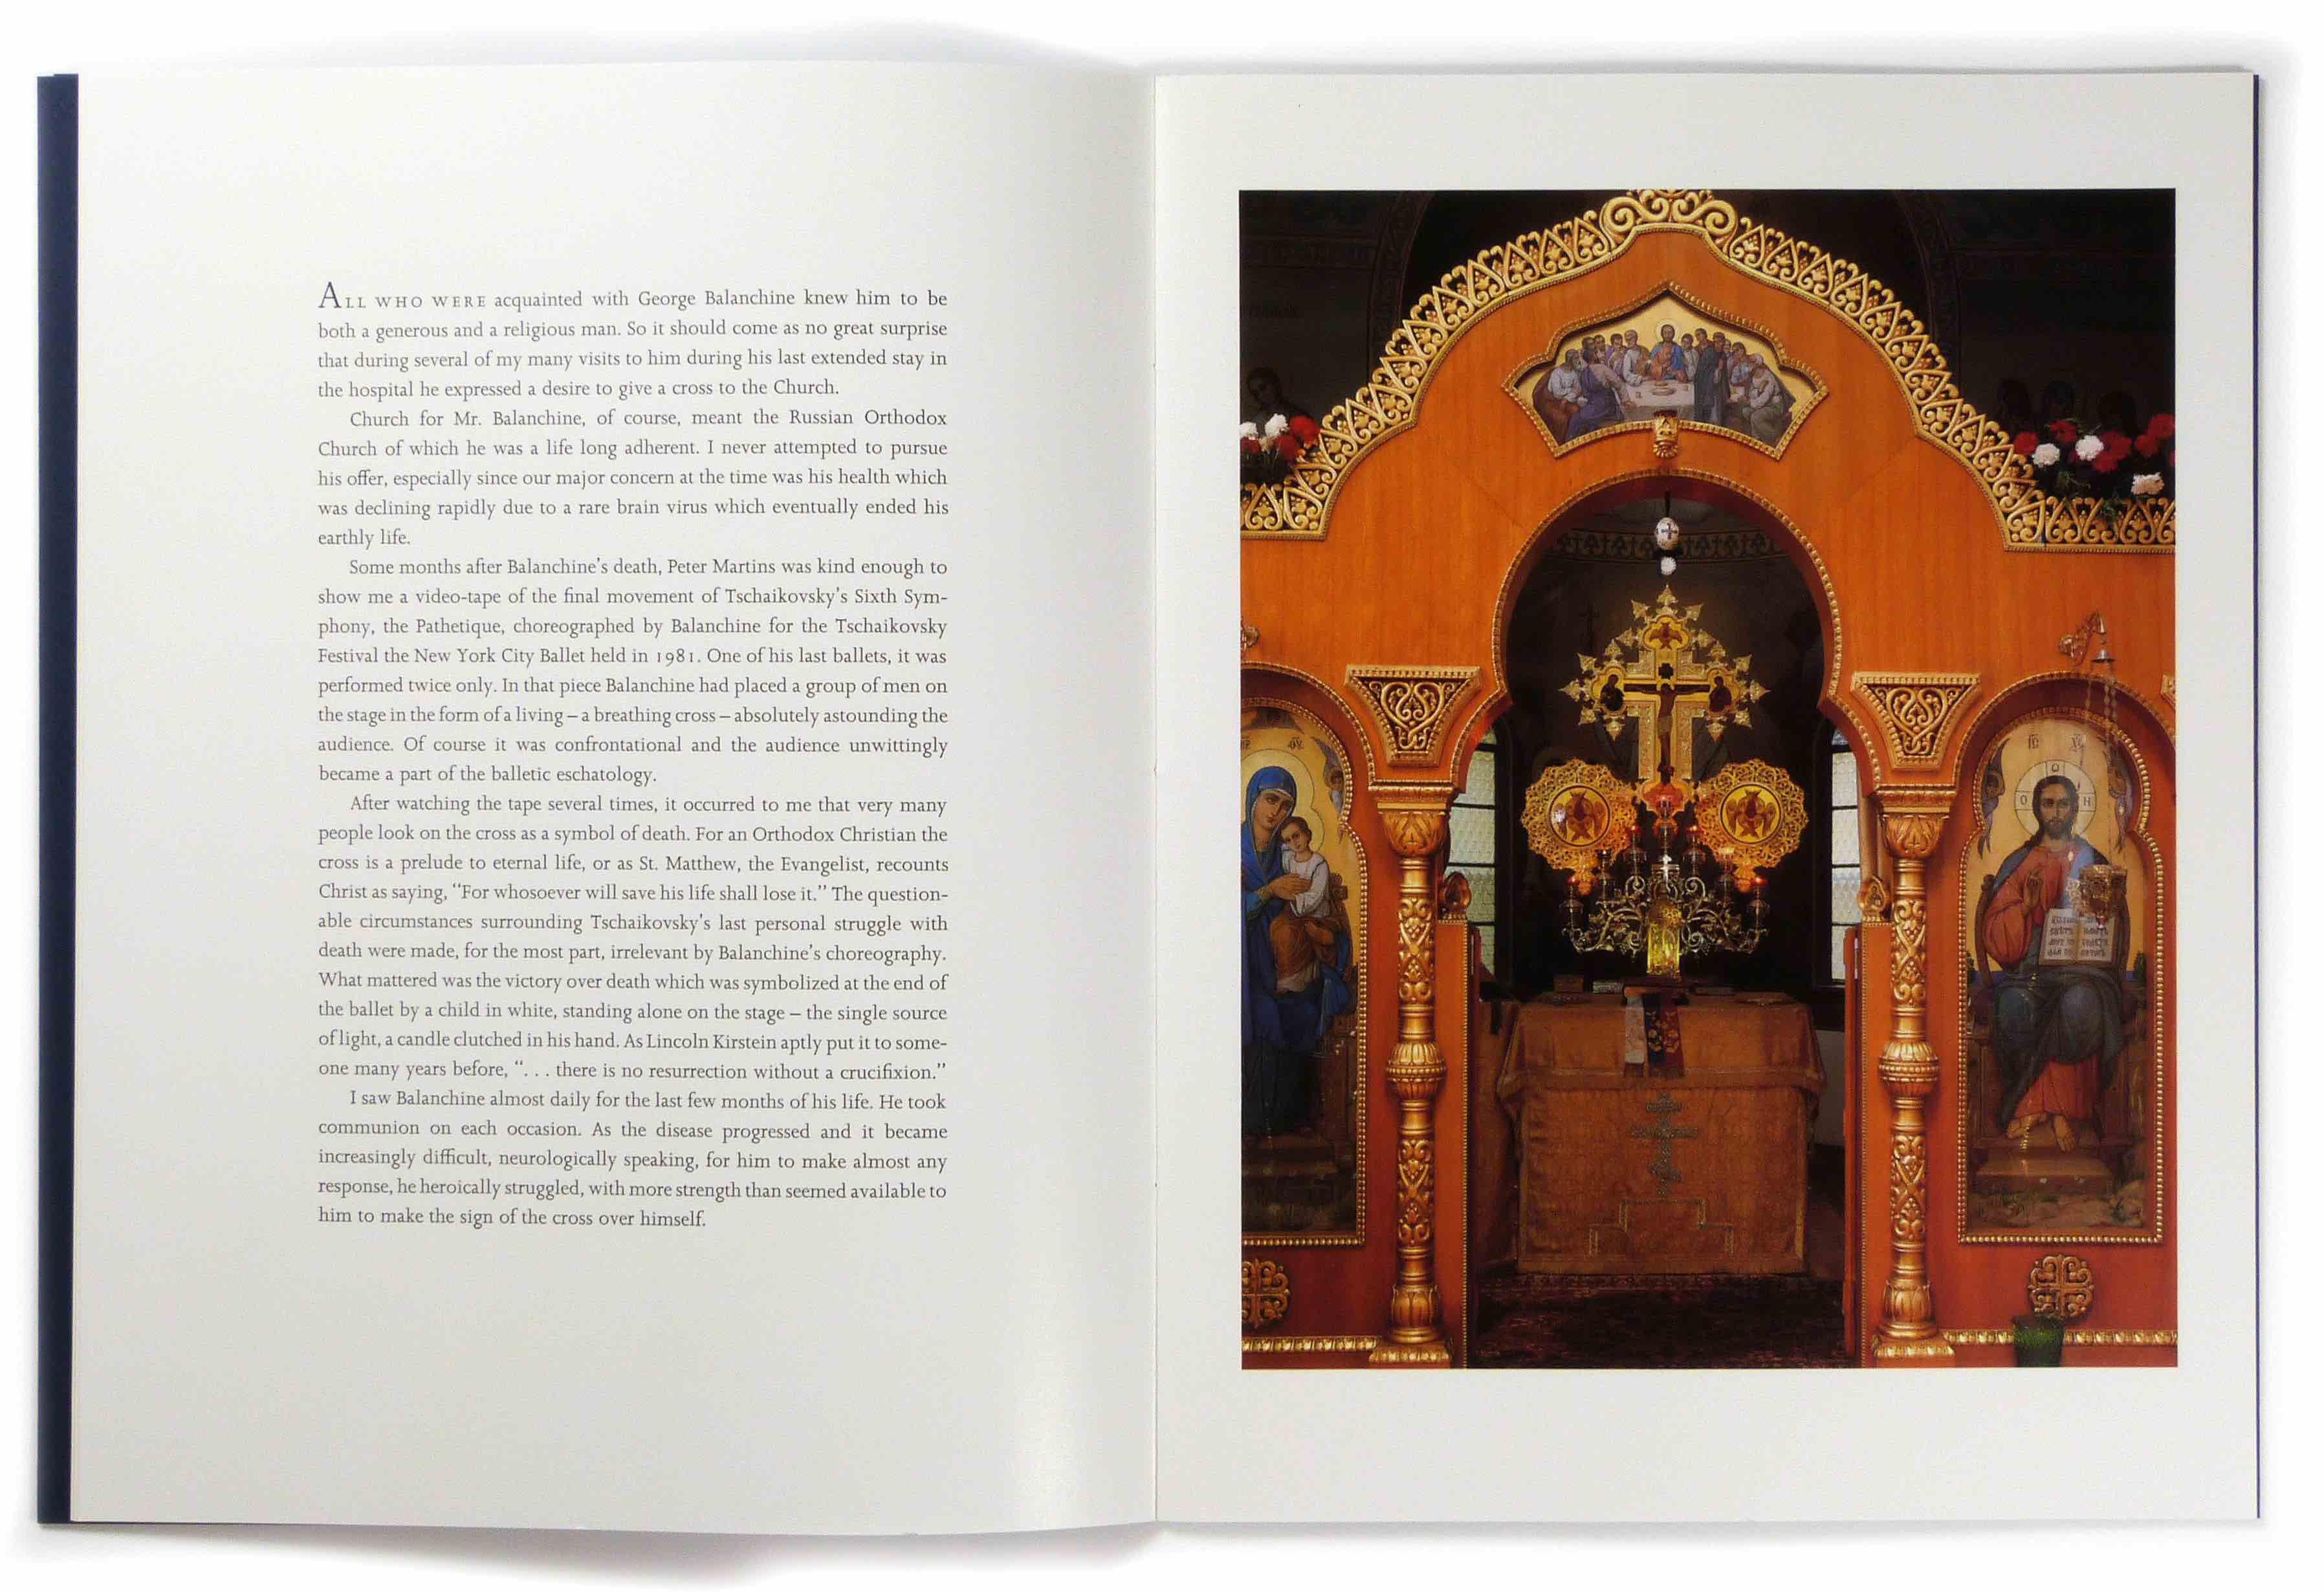 ALL WHO WERE acquainted with George Balanchine knew him to be
both a generous and a religious man. So it should come as no great surprise
that during several of my many visits to him during his last extended stay in
the hospital he expressed a desire to give a cross to the Church.
Church for Mr. Balanchine, of course, meant the Russian Orthodox
Church of which he was a life long adherent. I never attempted to pursue
his offer, especially since our major concern at the time was his health which
was declining rapidly due to a rare brain virus which eventually ended his
earthly life.
Some months after Balanchine's death, Peter Martins was kind enough to
show me a video-tape of the final movement of Tschaikovsky's Sixth Sym-
phony, the Pathetique, choreographed by Balanchine for the Tschaikovsky
Festival the New York City Ballet held in 1981. One of his last ballets, it was
performed twice only. In that piece Balanchine had placed a group of men on
the stage in the form of a living – a breathing cross – absolutely astounding the
audience. Of course it was confrontational and the audience unwittingly
became a part of the balletic eschatology.
After watching the tape several times, it occurred to me that very many
people look on the cross as a symbol of death. For an Orthodox Christian the
cross is a prelude to eternal life, or as St. Matthew, the Evangelist, recounts
Christ as saying, “For whosoever will save his life shall lose it.” The question-
able circumstances surrounding Tschaikovsky's last personal struggle with
death were made, for the most part, irrelevant by Balanchine's choreography.
What mattered was the victory over death which was symbolized at the end of
the ballet by a child in white, standing alone on the stage – the single source
of light, a candle clutched in his hand. As Lincoln Kirstein aptly put it to some-
one many years before, “. . . there is no resurrection without a crucifixion.”
I saw Balanchine almost daily for the last few months of his life. He took
communion on each occasion. As the disease progressed and it became
increasingly difficult, neurologically speaking, for him to make almost any
response, he heroically struggled, with more strength than seemed available to
him to make the sign of the cross over himself.